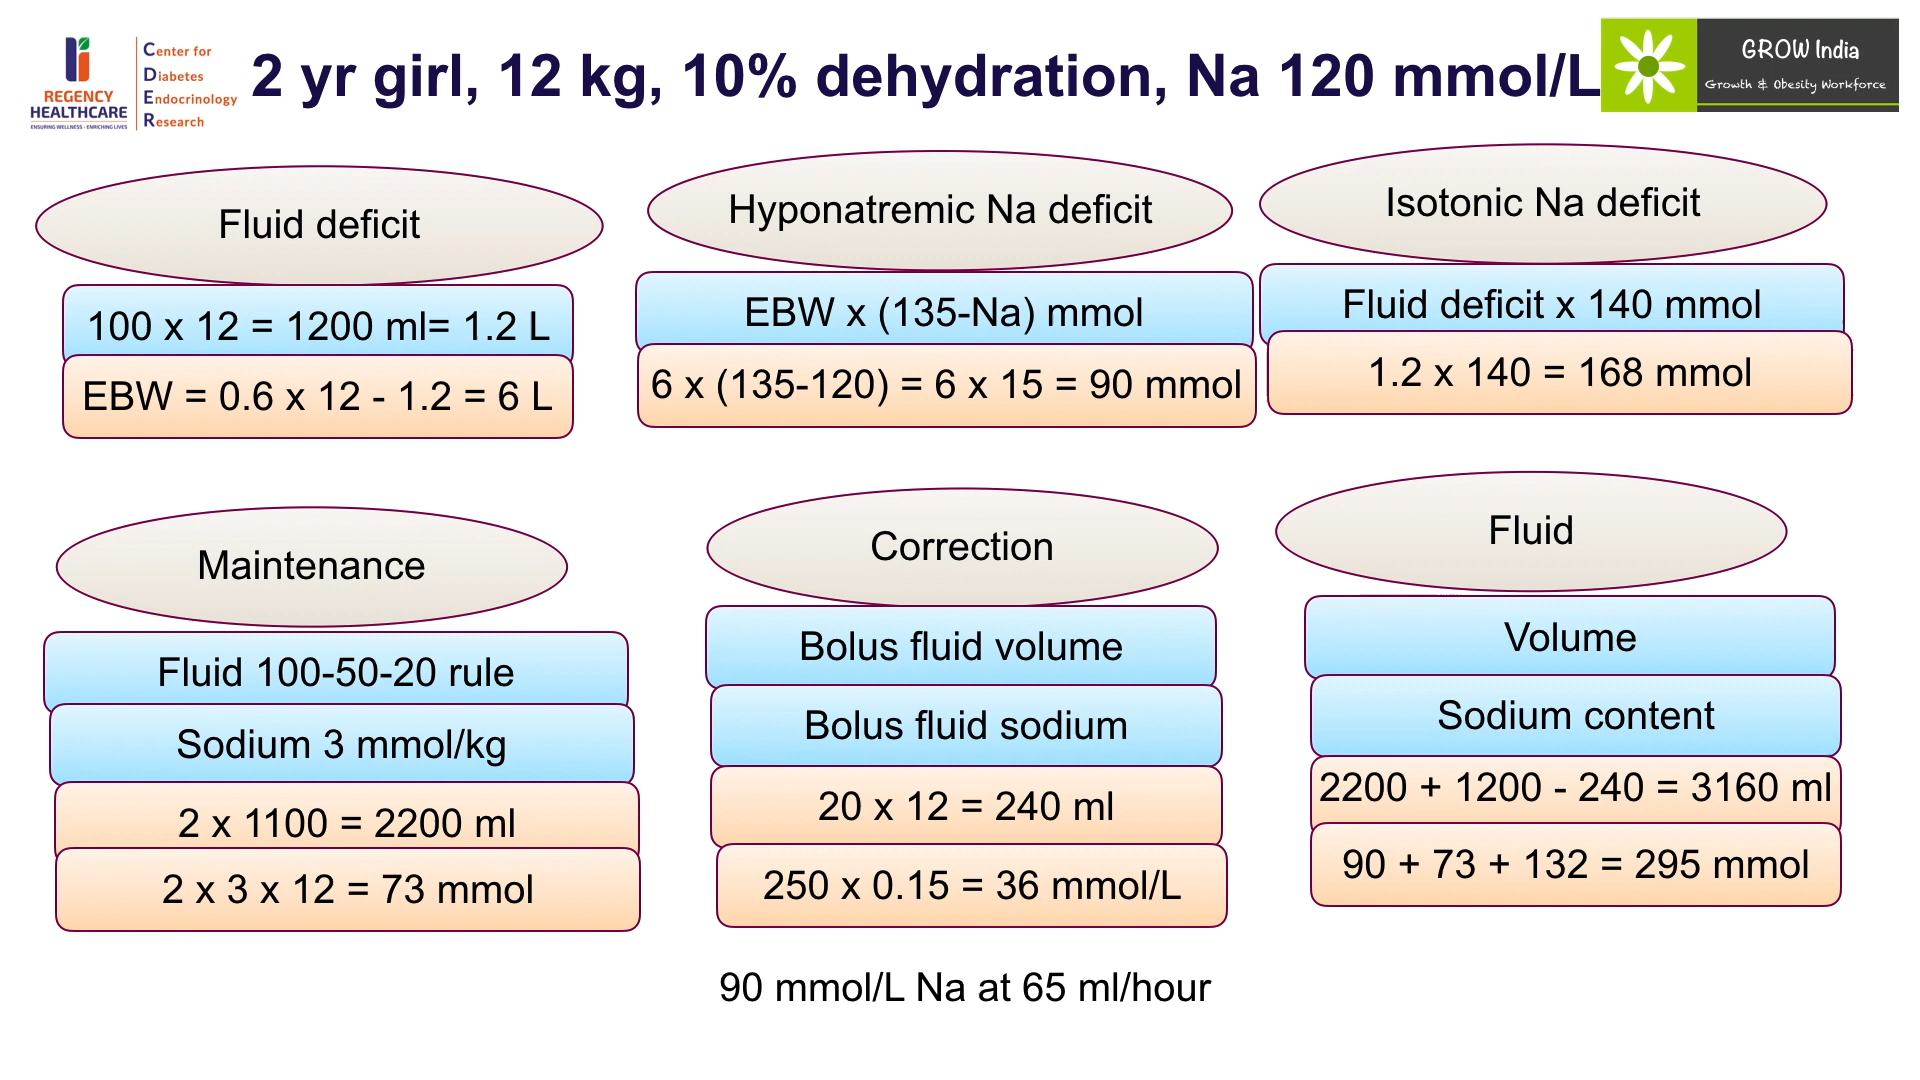 REGENCY
HEALTHCARE
ENSURING WELLNESS - ENRICHING LIVES
Center for
Diabetes
Endocrinology
Research
2 yr girl, 12 kg, 10% dehydration, Na 120 mmol/L
GROW India
Growth & Obesity Workforce
Fluid deficit
100 x 12 = 1200 ml= 1.2 L
EBW = 0.6 x 12 - 1.2 = 6 L
Hyponatremic Na deficit
EBW x (135-Na) mmol
6 x (135-120) = 6 x 15 = 90 mmol
Isotonic Na deficit
Fluid deficit x 140 mmol
1.2 x 140 = 168 mmol
Maintenance
Fluid 100-50-20 rule
Sodium 3 mmol/kg
2 x 1100 = 2200 ml
2 x 3 x 12 = 73 mmol
Correction
Bolus fluid volume
Bolus fluid sodium
20 x 12 = 240 ml
250 x 0.15 = 36 mmol/L
Fluid
Volume
Sodium content
2200 + 1200 - 240 = 3160 ml
90 + 73 + 132 = 295 mmol
90 mmol/L Na at 65 ml/hour